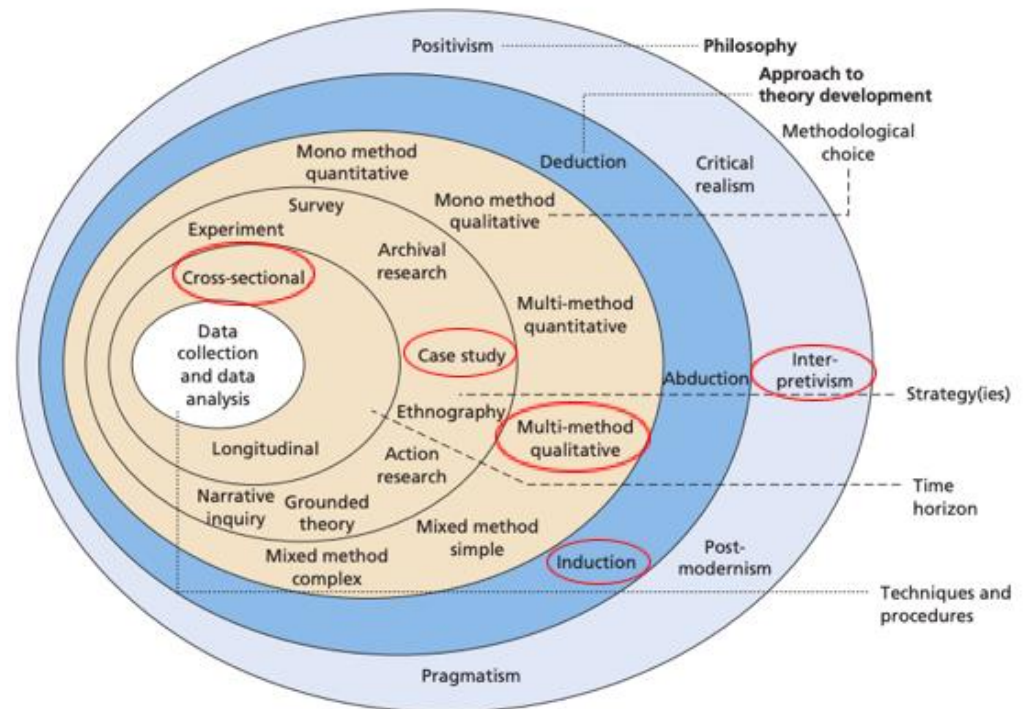 Positivism
Philosophy
Approach to
theory development
Methodological
choice
Mono method
quantitative
Deduction
Critical
realism
Survey
Mono method
qualitative
Experiment
Archival
research
Cross-sectional
Multi-method
quantitative
Data
collection
and data
analysis
Case study
Abduction
Inter-
pretivism
Strategy(ies)
Ethnography
Multi-method
qualitative
Longitudinal
Action
research
Time
horizon
Narrative
inquiry
Grounded
theory
Mixed method
simple
Mixed method
complex
Induction
Post-
modernism
Techniques and
procedures
Pragmatism